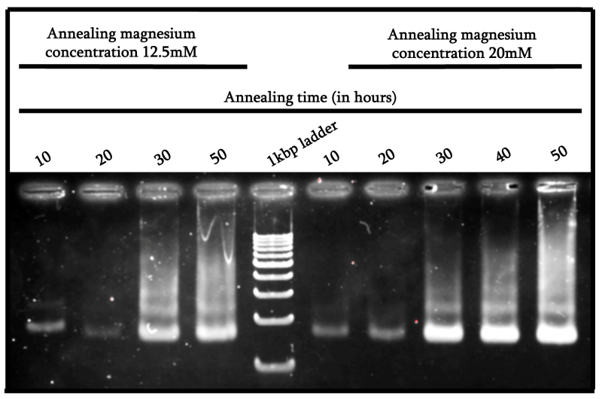 Annealing magnesium
concentration 12.5mM
Annealing magnesium
concentration 20mM
Annealing time (in hours)
10 20 30 50 1kbp ladder 10 20 30 40 50